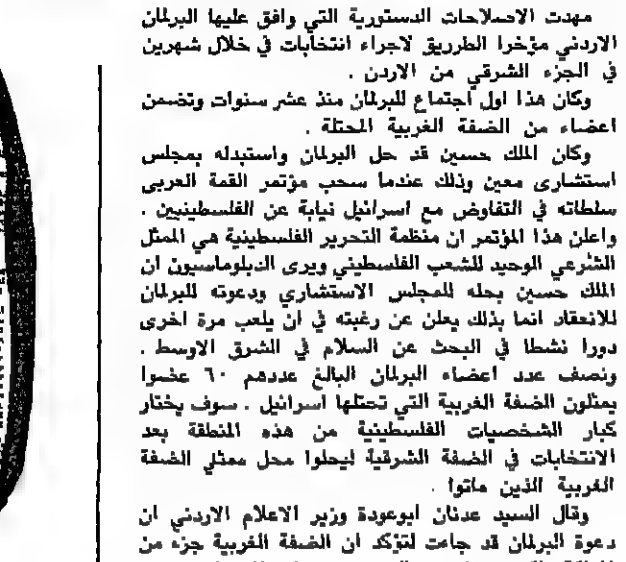 مهدت الاصلاحات الدستورية التي وافق عليها البرلمان
الاردني مؤخرا الطرريق لاجراء انتخابات في خلال شهرين
في الجزء الشرقي من الاردن .
وكان هذا اول اجتماع للبرلمان منذ عشر سنوات وتضمن
اعضاء من الضفة الغربية المحتلة .
وكان الملك حسين قد حل البرلمان واستبدله بمجلس
استشارى معين وذلك عندما سحب مؤتمر القمة العربى
سلطاته في التفاوض مع اسرائيل نيابة عن الفلسطينيين .
واعلن هذا المؤتمر ان منظمة التحرير الفلسطينية هي الممثل
الشرعي الوحيد للشعب الفلسطيني ويرى الدبلوماسيون ان
الملك حسين بحله للمجلس الاستشاري ودعوته للبرلمان
للانعقاد انما بذلك يعلن عن رغبته في ان يلعب مرة اخرى
دورا نشطا في البحث عن السلام في الشرق الاوسط .
ونصف عدد اعضاء البرلمان البالغ عددهم ٦٠ عضوا
يمثلون الضفة الغربية التي تحتلها اسرائيل . سوف يختار
كبار الشخصيات الفلسطينية من هذه المنطقة بعد
الانتخابات في الضفة الشرقية ليحلوا محل ممثلي الضفة
الغربية الذين ماتوا .
وقال السيد عدنان ابوعودة وزير الاعلام الاردني ان
دعوة البرلمان قد جاءت لتؤكد ان الضفة الغربية جزء من